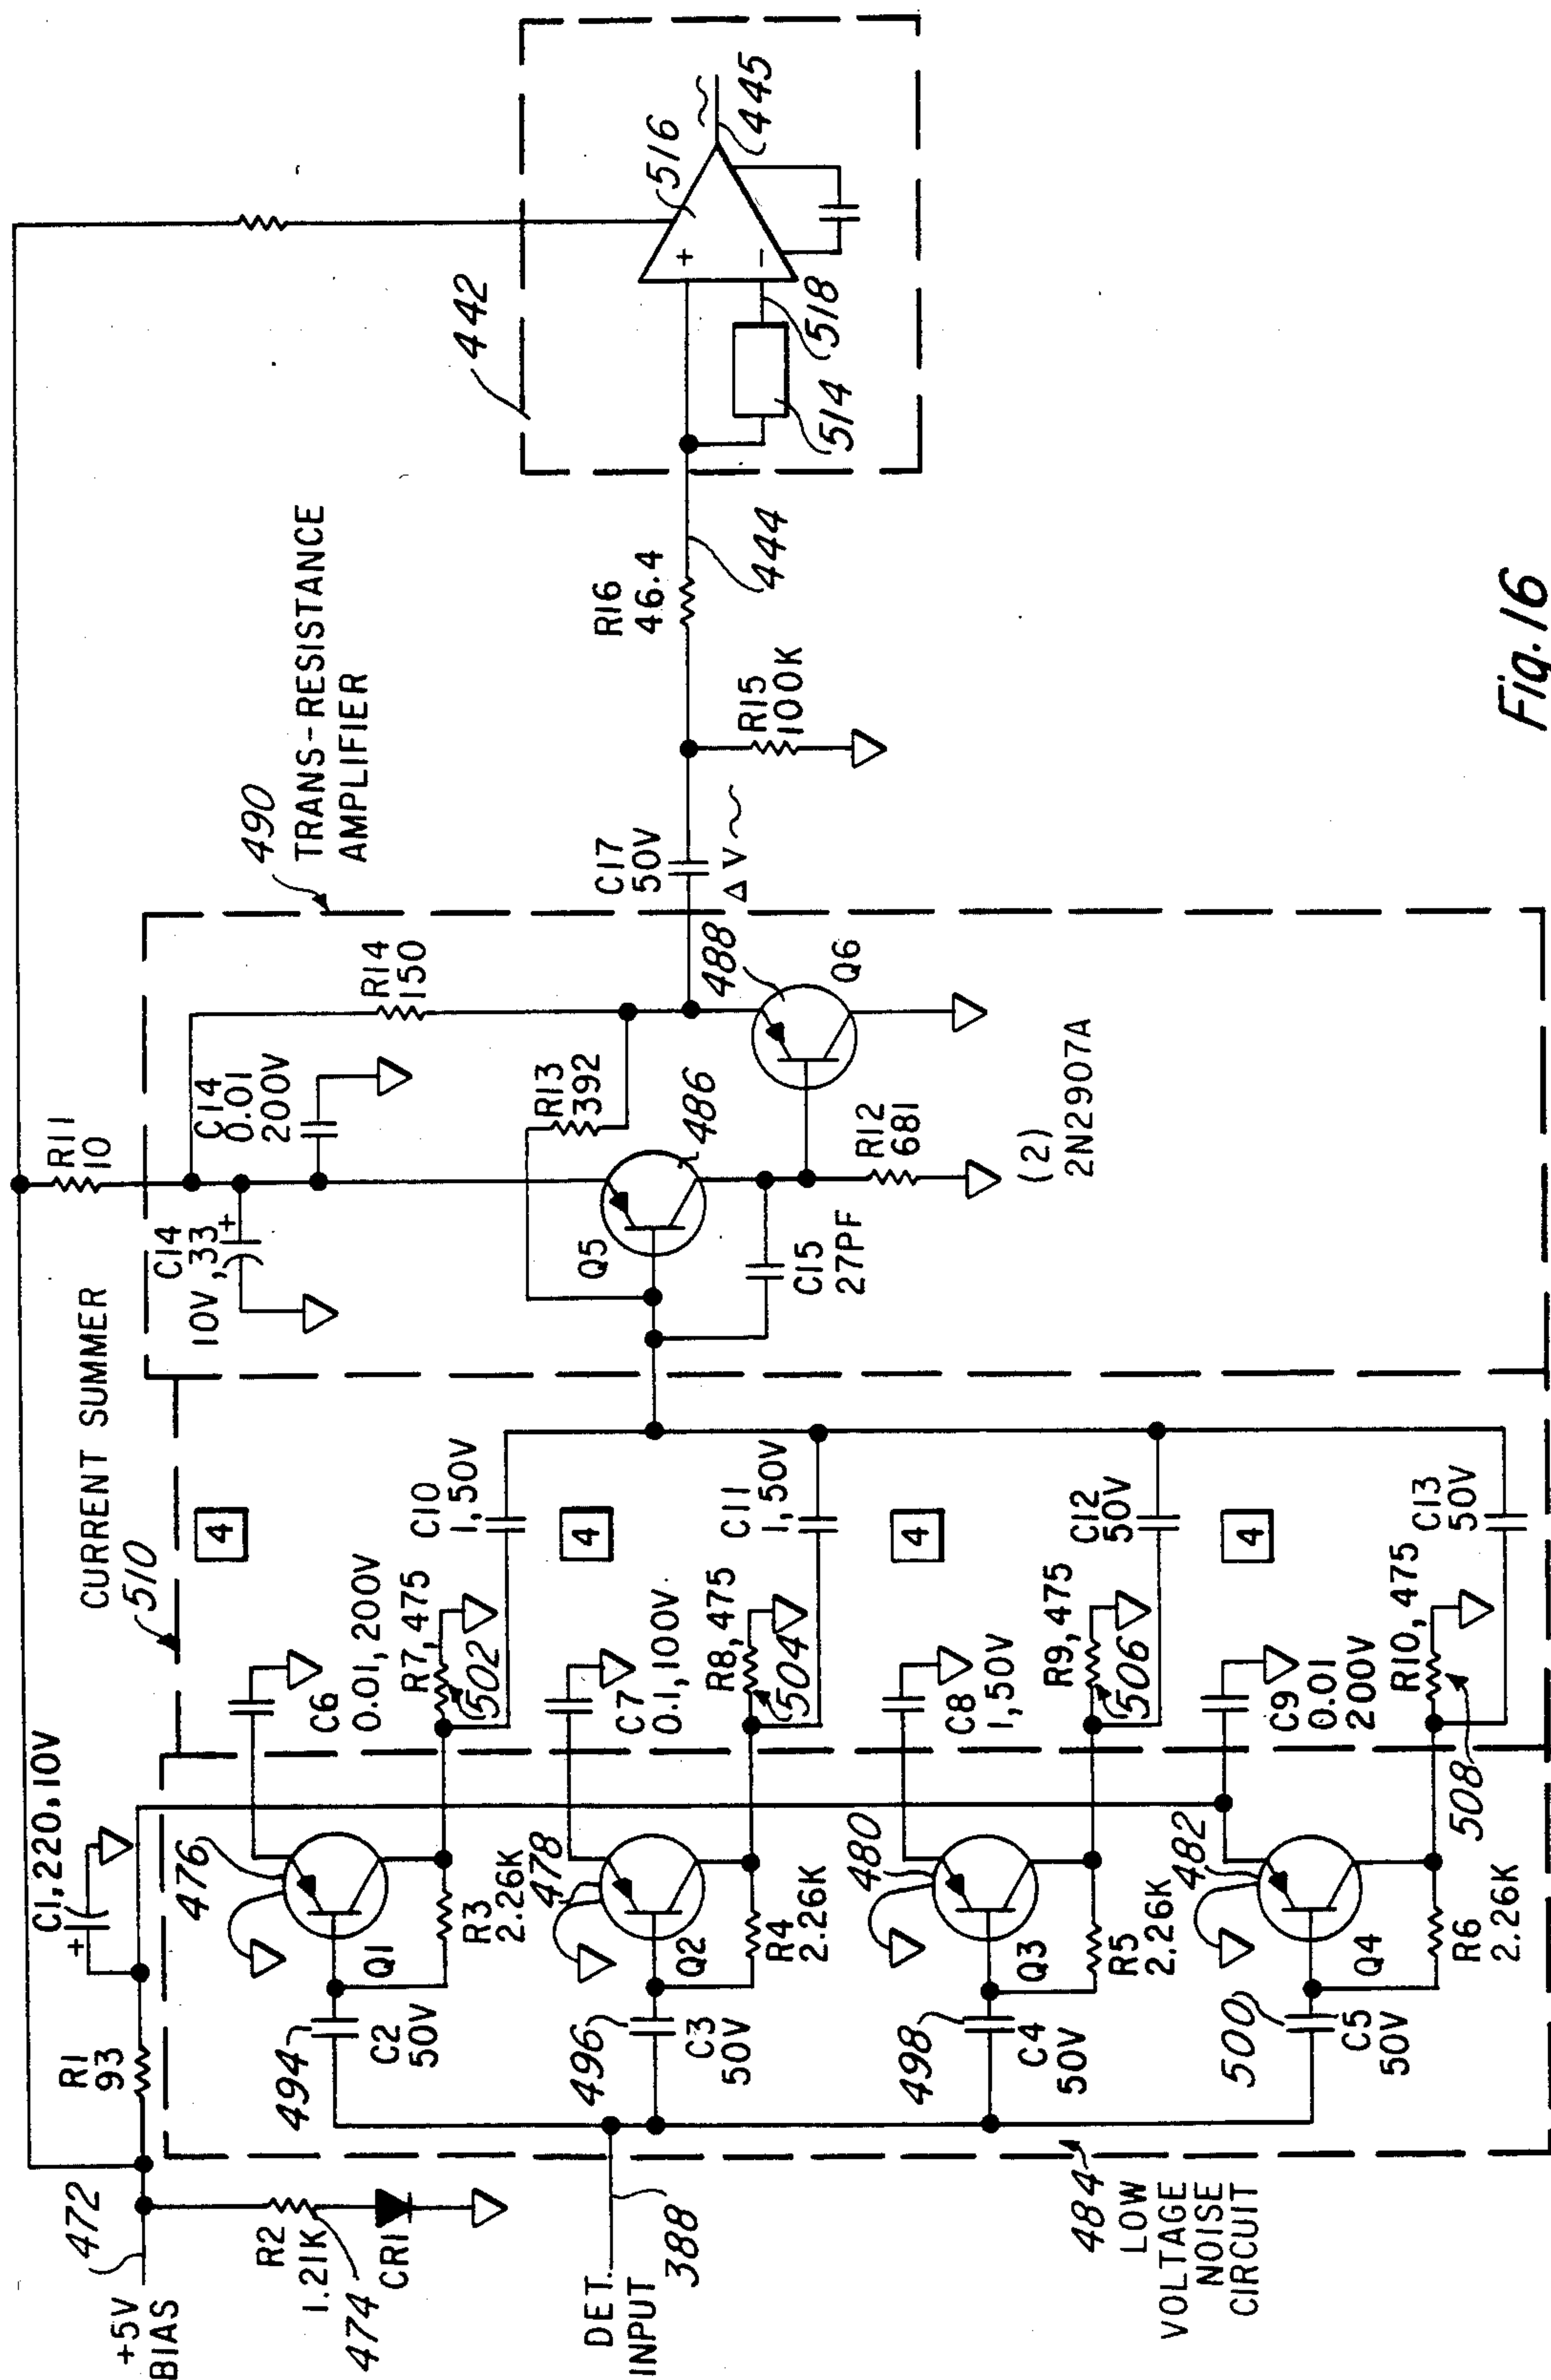 +5V
BIAS
472
R2
1.21K
474
CR1
R1
93
C1, 220, 10V
CURRENT SUMMER
510
490
TRANS-RESISTANCE
AMPLIFIER
442
DET.
INPUT
388
484
LOW
VOLTAGE
NOISE
CIRCUIT
494
C2
50V
476
Q1
R3
2.26K
C6
0.01, 200V
R7, 475
502
4
C10
1, 50V
496
C3
50V
478
Q2
R4
2.26K
C7
0.1, 100V
R8, 475
504
4
C11
1, 50V
498
C4
50V
480
Q3
R5
2.26K
C8
1, 50V
R9, 475
506
4
C12
50V
500
C5
50V
482
Q4
R6
2.26K
C9
0.01
200V
R10, 475
508
4
C13
50V
C14
10V, 33
+
+
R11
10
C14
0.01
200V
R14
150
R13
392
Q5
486
C15
27PF
R12
681
488
Q6
(2)
2N2907A
C17
50V
ΔV ~
R15
100K
R16
46.4
444
514
518
516
+
−
445
~
Fig. 16